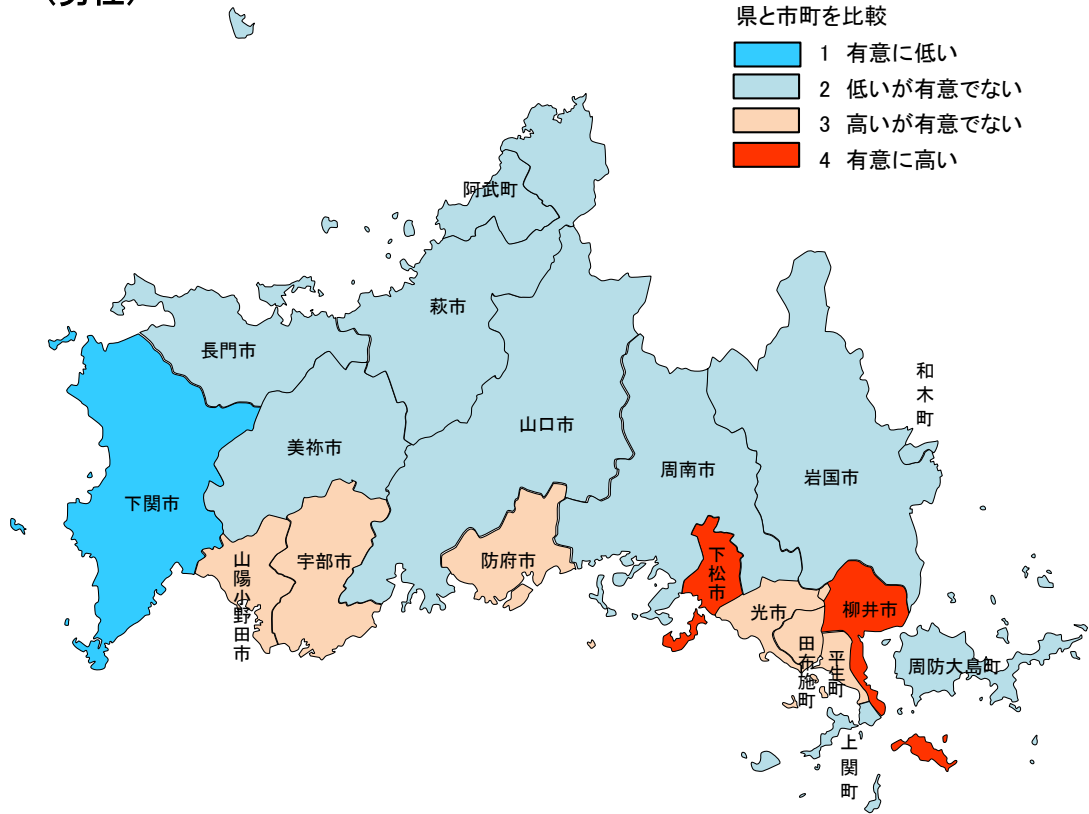 (男性)
県と市町を比較
1 有意に低い
2 低いが有意でない
3 高いが有意でない
4 有意に高い
阿武町
萩市
長門市
和木町
山口市
美祢市
周南市
岩国市
下関市
宇部市
防府市
山陽小野田市
下松市
光市
柳井市
田布施町
平生町
周防大島町
上関町